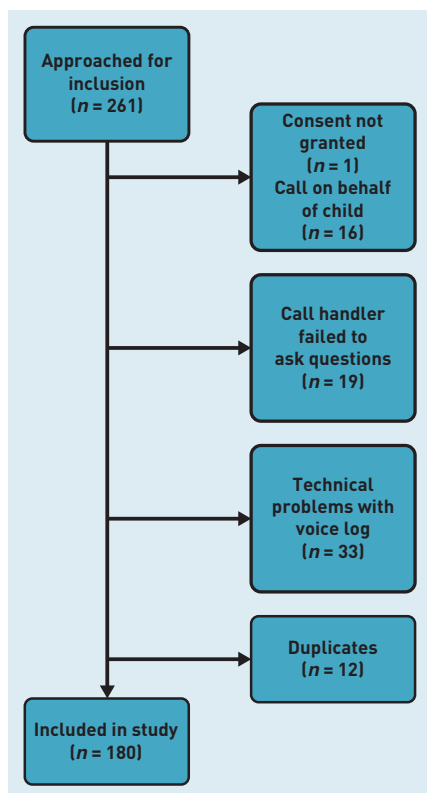 Approached for
inclusion
(n = 261)
Consent not
granted
(n = 1)
Call on behalf
of child
(n = 16)
Call handler
failed to
ask questions
(n = 19)
Technical
problems with
voice log
(n = 33)
Duplicates
(n = 12)
Included in study
(n = 180)